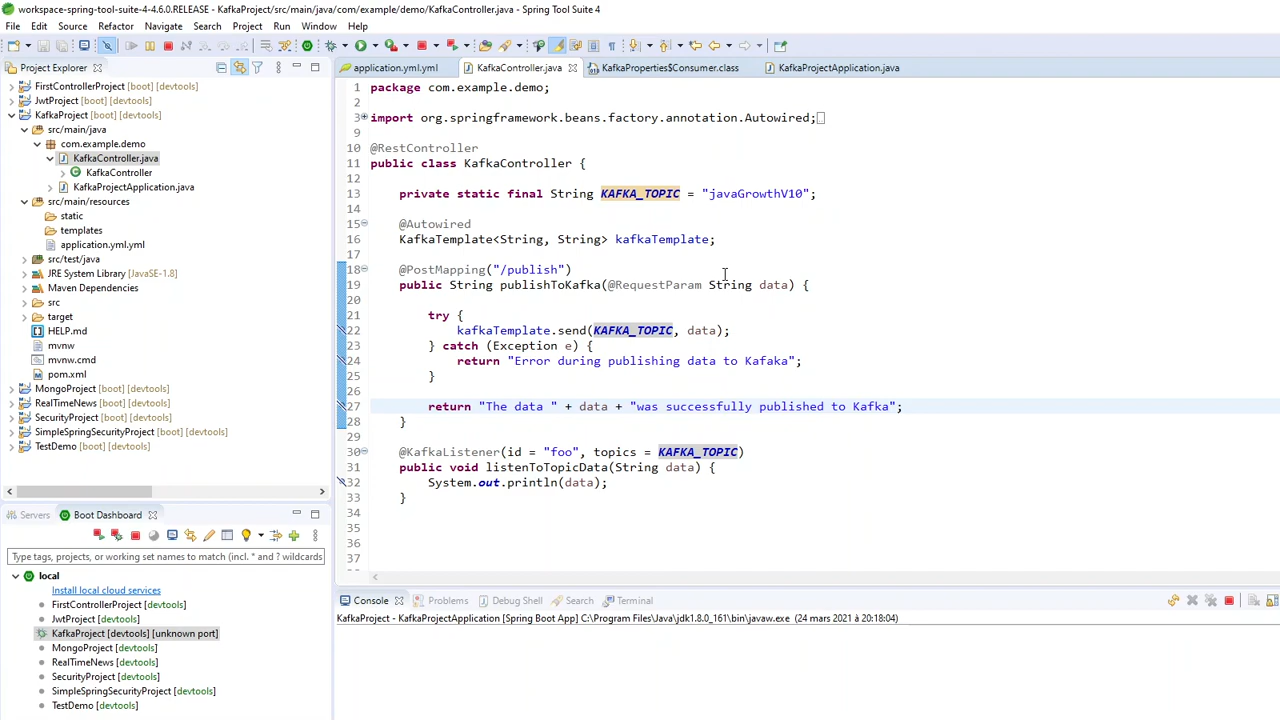 workspace-spring-tool-suite-4-4.6.0.RELEASE - KafkaProject/src/main/java/com/example/demo/KafkaController.java - Spring Tool Suite 4
File Edit Source Refactor Navigate Search Project Run Window Help
Project Explorer
FirstControllerProject [boot] [devtools]
JwtProject [boot] [devtools]
KafkaProject [boot] [devtools]
src/main/java
com.example.demo
KafkaController.java
KafkaController
KafkaProjectApplication.java
src/main/resources
static
templates
application.yml.yml
src/test/java
JRE System Library [JavaSE-1.8]
Maven Dependencies
src
target
HELP.md
mvnw
mvnw.cmd
pom.xml
MongoProject [boot] [devtools]
RealTimeNews [boot] [devtools]
SecurityProject [boot] [devtools]
SimpleSpringSecurityProject [boot] [devtools]
TestDemo [boot] [devtools]
Servers Boot Dashboard
Type tags, projects, or working set names to match (incl. * and ? wildcards
local
Install local cloud services
FirstControllerProject [devtools]
JwtProject [devtools]
KafkaProject [devtools] [unknown port]
MongoProject [devtools]
RealTimeNews [devtools]
SecurityProject [devtools]
SimpleSpringSecurityProject [devtools]
TestDemo [devtools]
application.yml.yml KafkaController.java KafkaProperties$Consumer.class KafkaProjectApplication.java
1 package com.example.demo;
2
3 import org.springframework.beans.factory.annotation.Autowired;
9
10 @RestController
11 public class KafkaController {
12
13 private static final String KAFKA_TOPIC = "javaGrowthV10";
14
15 @Autowired
16 KafkaTemplate<String, String> kafkaTemplate;
17
18 @PostMapping("/publish")
19 public String publishToKafka(@RequestParam String data) {
20
21 try {
22 kafkaTemplate.send(KAFKA_TOPIC, data);
23 } catch (Exception e) {
24 return "Error during publishing data to Kafaka";
25 }
26
27 return "The data " + data + "was successfully published to Kafka";
28 }
29
30 @KafkaListener(id = "foo", topics = KAFKA_TOPIC)
31 public void listenToTopicData(String data) {
32 System.out.println(data);
33 }
34
35
36
37
Console Problems Debug Shell Search Terminal
KafkaProject - KafkaProjectApplication [Spring Boot App] C:\Program Files\Java\jdk1.8.0_161\bin\javaw.exe (24 mars 2021 à 20:18:04)